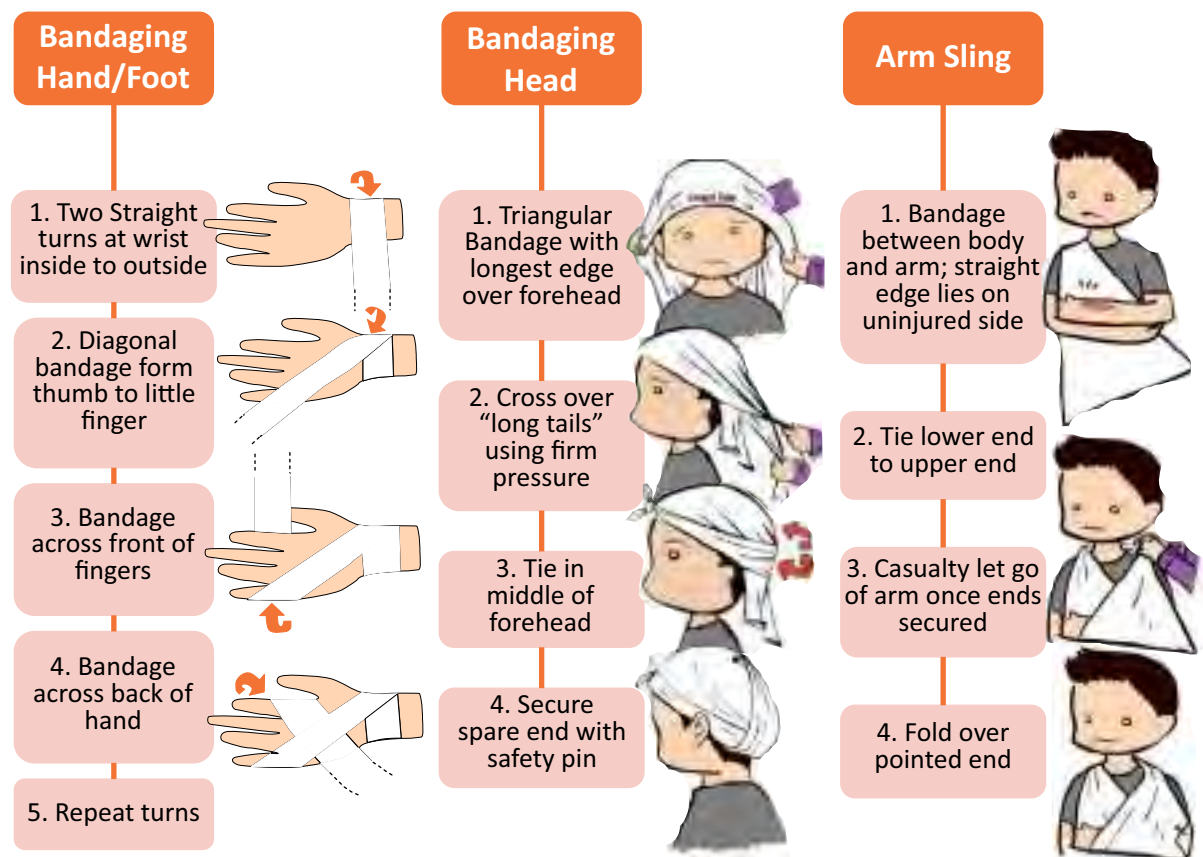 Bandaging
Hand/Foot
1. Two Straight
turns at wrist
inside to outside
2. Diagonal
bandage form
thumb to little
finger
3. Bandage
across front of
fingers
4. Bandage
across back of
hand
5. Repeat turns
Bandaging
Head
1. Triangular
Bandage with
longest edge
over forehead
2. Cross over
“long tails”
using firm
pressure
3. Tie in
middle of
forehead
4. Secure
spare end with
safety pin
Arm Sling
1. Bandage
between body
and arm; straight
edge lies on
uninjured side
2. Tie lower end
to upper end
3. Casualty let go
of arm once ends
secured
4. Fold over
pointed end